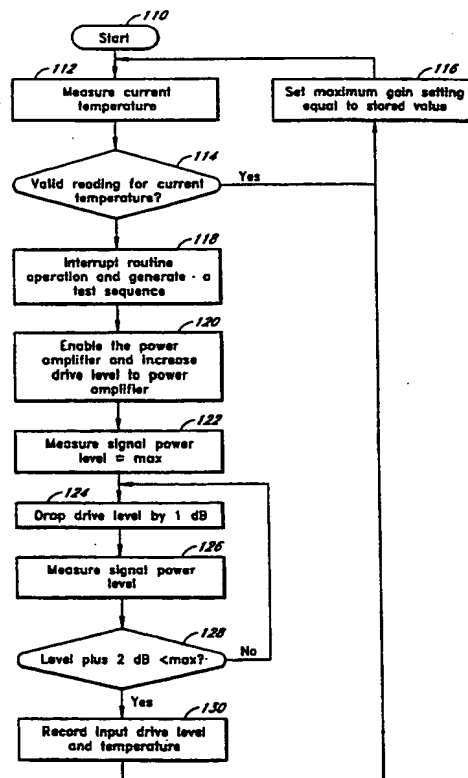 110
Start
112
Measure current
temperature
116
Set maximum gain setting
equal to stored value
114
Valid reading for current
temperature?
Yes
118
Interrupt routine
operation and generate · a
test sequence
120
Enable the power
amplifier and increase
drive level to power
amplifier
122
Measure signal power
level = max
124
Drop drive level by 1 dB
126
Measure signal power
level
128
Level plus 2 dB <max?
No
Yes
130
Record input drive level
and temperature